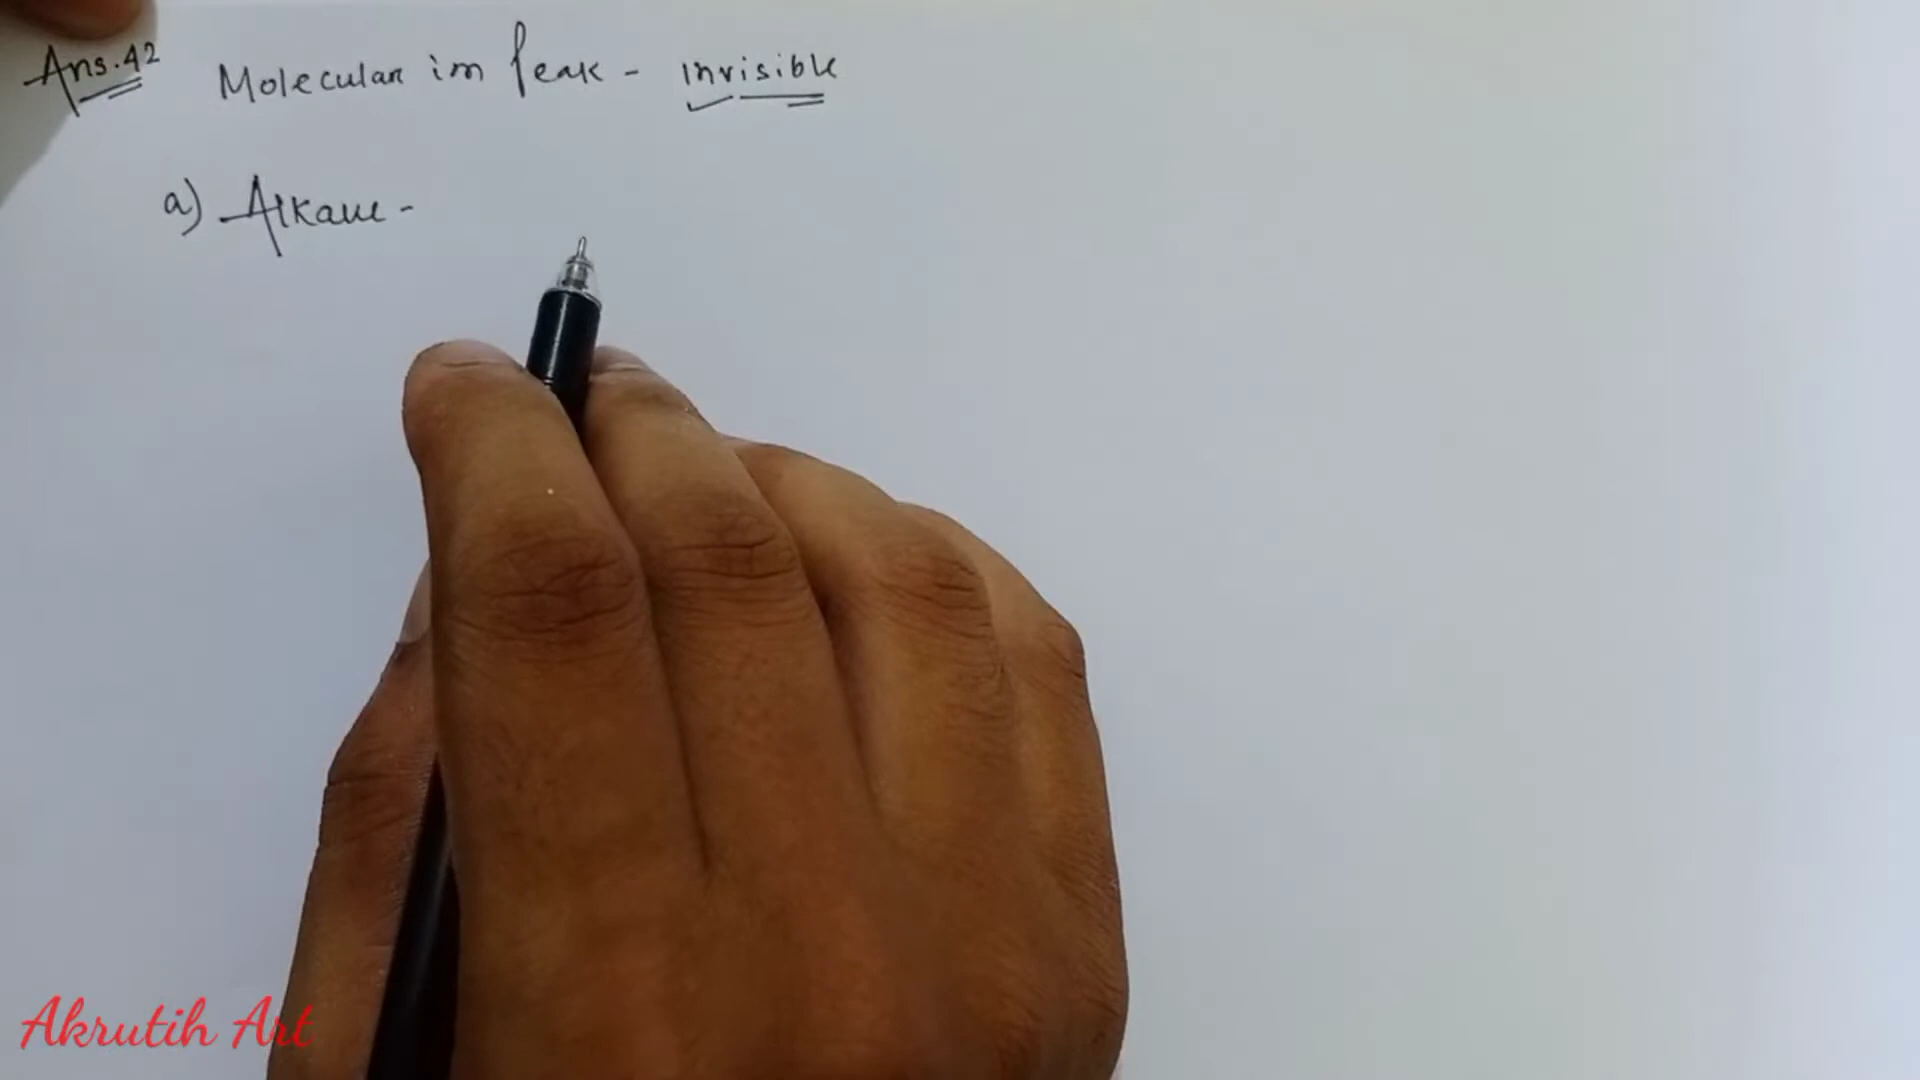 Ans.42 Molecular ion peak - invisible
a) Alkane -
Akrutih Art